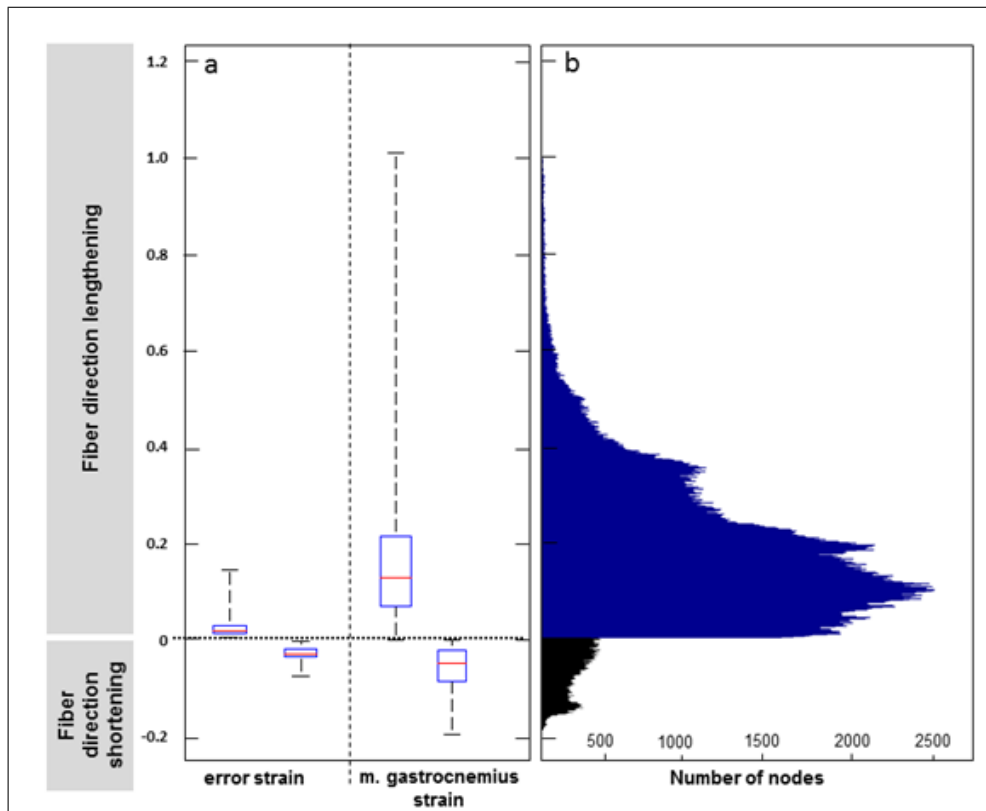 Fiber direction lengthening
Fiber
direction
shortening
a
1.2
1.0
0.8
0.6
0.4
0.2
0
-0.2
error strain
m. gastrocnemius
strain
b
500
1000
1500
2000
2500
Number of nodes